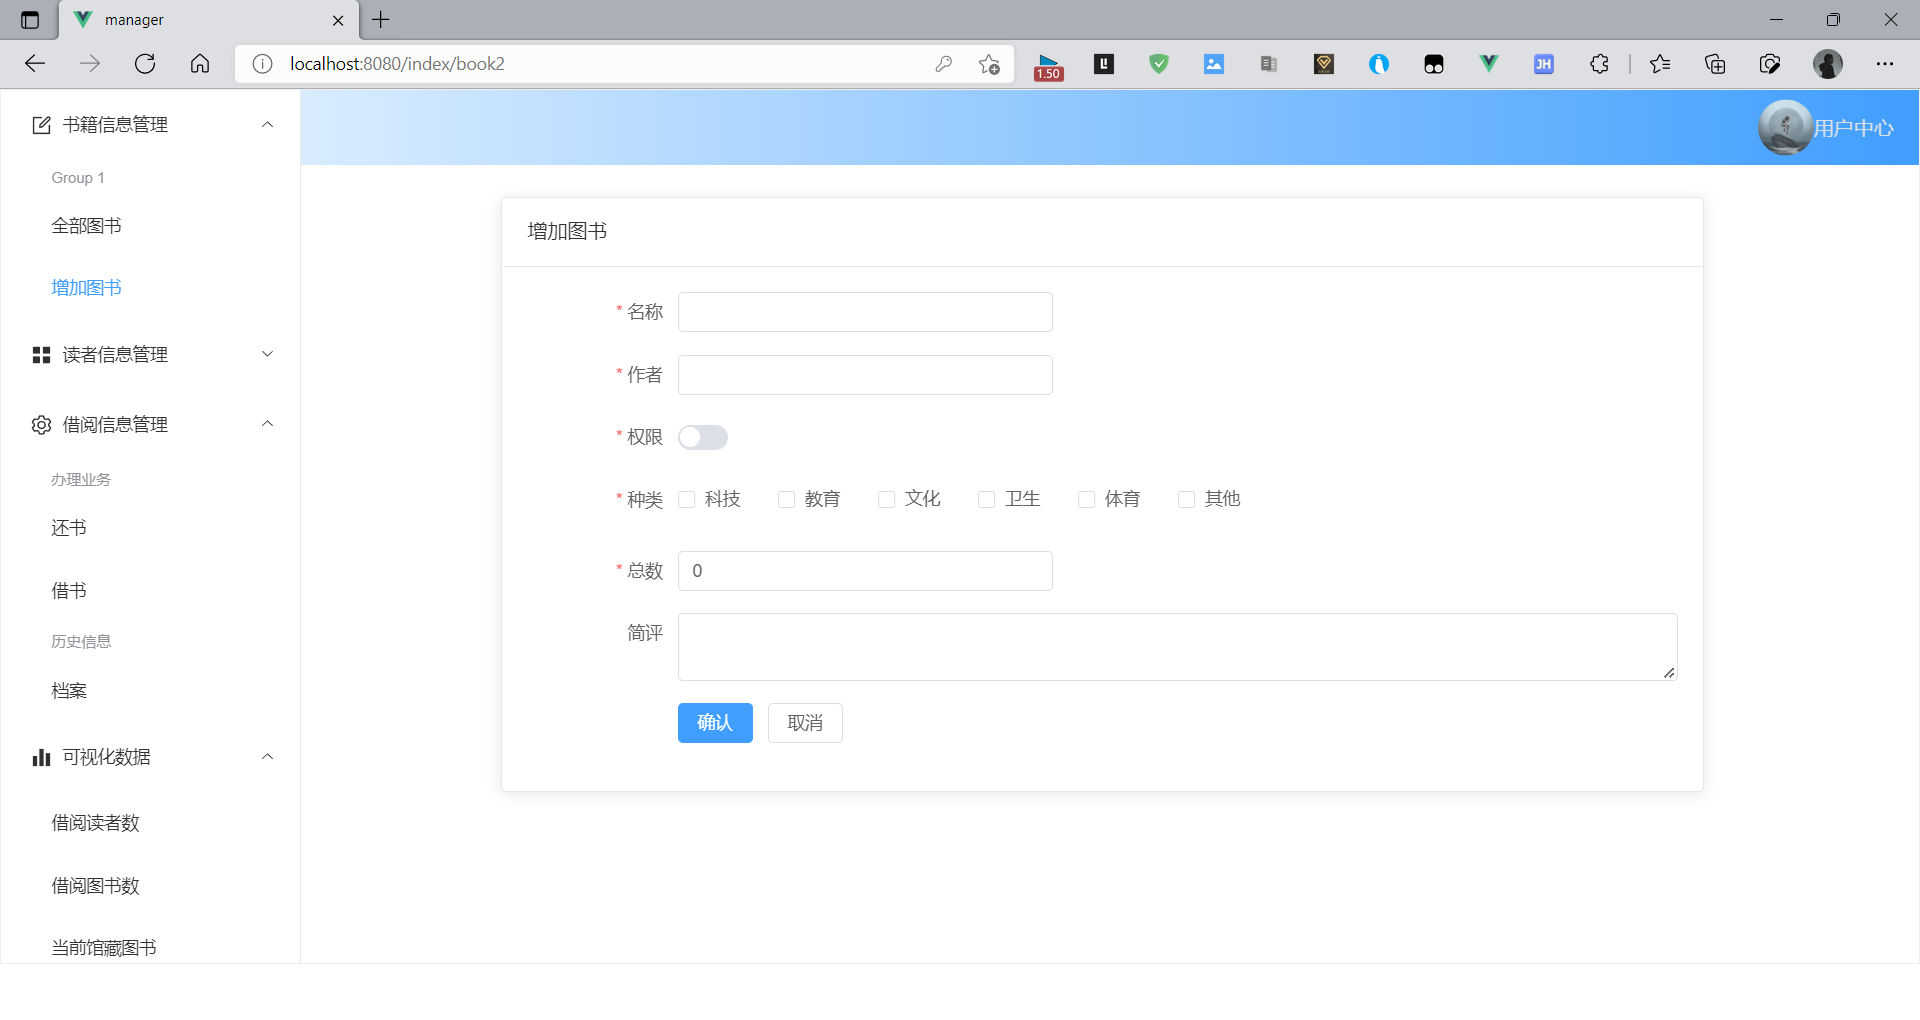 manager
localhost:8080/index/book2
1.50
JH
书籍信息管理
Group 1
全部图书
增加图书
读者信息管理
借阅信息管理
办理业务
还书
借书
历史信息
档案
可视化数据
借阅读者数
借阅图书数
当前馆藏图书
用户中心
增加图书
* 名称
* 作者
* 权限
* 种类 科技 教育 文化 卫生 体育 其他
* 总数 0
简评
确认 取消